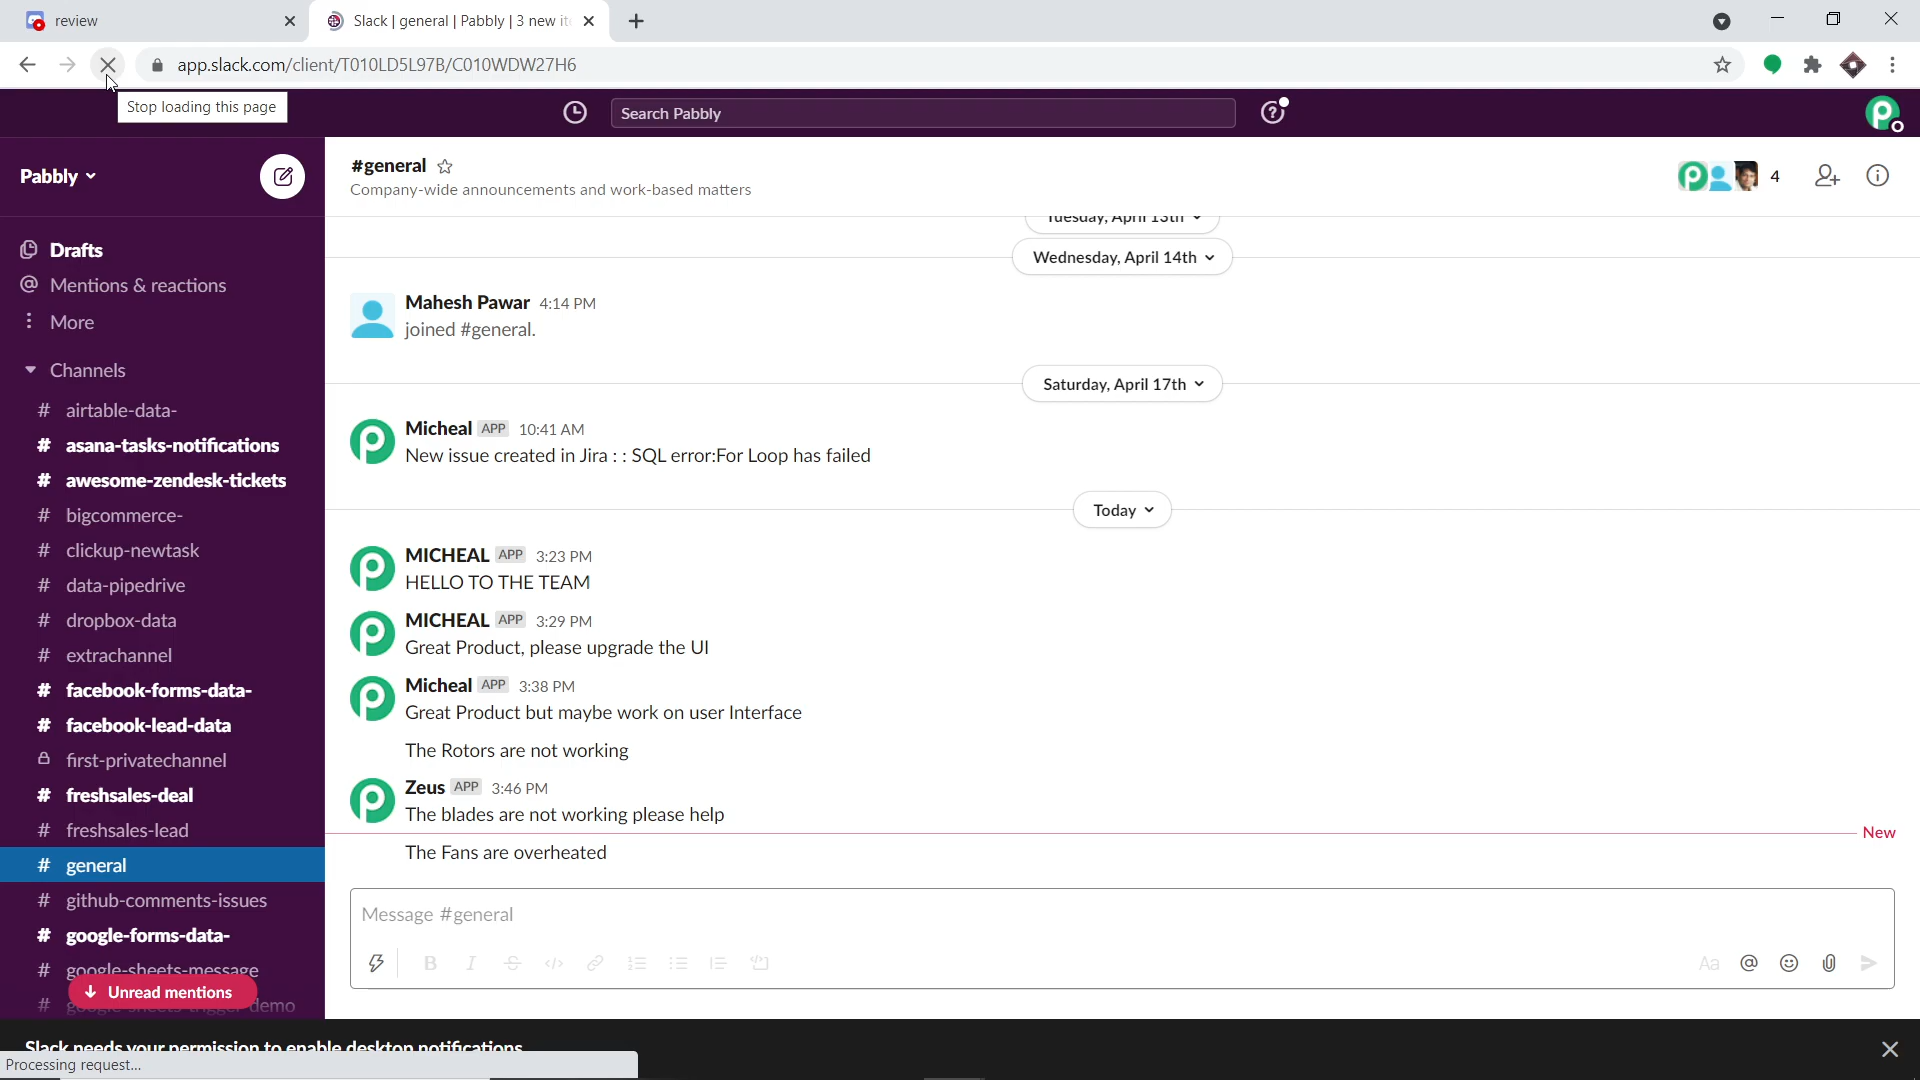 review
Slack | general | Pabbly | 3 new it
app.slack.com/client/T010LD5L97B/C010WDW27H6
Stop loading this page
Search Pabbly
Pabbly
#general
Company-wide announcements and work-based matters
4
Drafts
Mentions & reactions
More
Channels
# airtable-data-
# asana-tasks-notifications
# awesome-zendesk-tickets
# bigcommerce-
# clickup-newtask
# data-pipedrive
# dropbox-data
# extrachannel
# facebook-forms-data-
# facebook-lead-data
first-privatechannel
# freshsales-deal
# freshsales-lead
# general
# github-comments-issues
# google-forms-data-
# google-sheets-message
# google-sheets-trigger-demo
Unread mentions
Tuesday, April 13th
Wednesday, April 14th
Mahesh Pawar 4:14 PM
joined #general.
Saturday, April 17th
Micheal APP 10:41 AM
New issue created in Jira : : SQL error:For Loop has failed
Today
MICHEAL APP 3:23 PM
HELLO TO THE TEAM
MICHEAL APP 3:29 PM
Great Product, please upgrade the UI
Micheal APP 3:38 PM
Great Product but maybe work on user Interface
The Rotors are not working
Zeus APP 3:46 PM
The blades are not working please help
New
The Fans are overheated
Message #general
B I S
Aa @
Slack needs your permission to enable desktop notifications
Processing request...